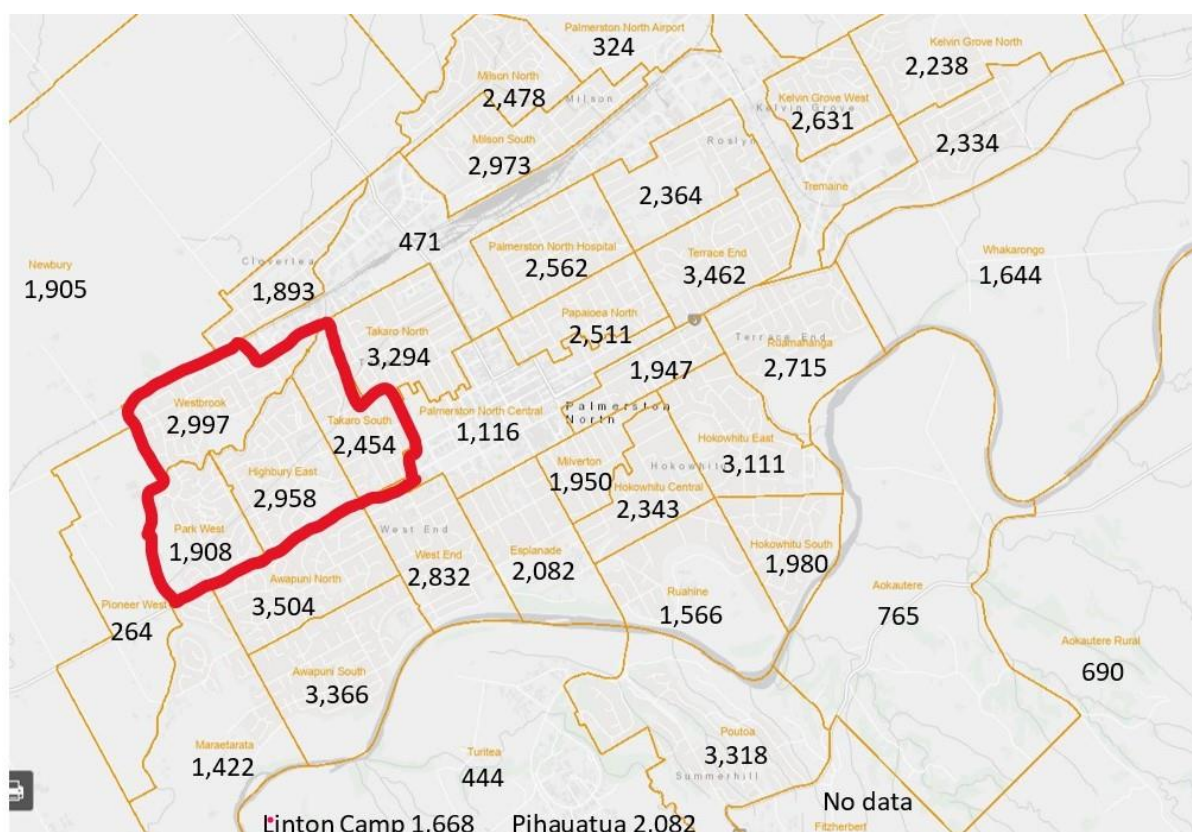 Palmerston North Airport
324
Kelvin Grove North
2,238
Milson North
2,478
Milson
Kelvin Grove West
2,631
Kelvin Grove
Milson South
2,973
Roslyn
2,334
2,364
Tremaine
471
Palmerston North Hospital
2,562
Terrace End
3,462
Whakarongo
1,644
Newbury
1,905
Cloverlea
1,893
Takaro North
3,294
Papaioea North
2,511
Terrace End
Ruamahanga
2,715
1,947
Westbrook
2,997
Takaro South
2,454
Palmerston North Central
1,116
Palmerston
North
Hokowhitu East
3,111
Highbury East
2,958
Milverton
1,950
Hokowhitu
Hokowhitu Central
2,343
Park West
1,908
West End
West End
2,832
Esplanade
2,082
Hokowhitu South
1,980
Awapuni North
3,504
Ruahine
1,566
Aokautere
765
Pioneer West
264
Aokautere Rural
690
Awapuni South
3,366
Maraetarata
1,422
Turitea
444
Poutoa
3,318
Summerhill
No data
Linton Camp 1,668
Pihauatua 2,082
Fitzherbert